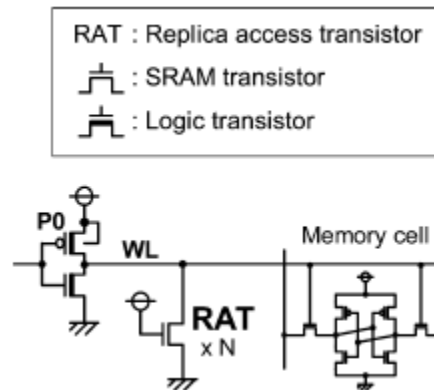 RAT : Replica access transistor
: SRAM transistor
: Logic transistor
P0
WL
Memory cell
RAT
x N